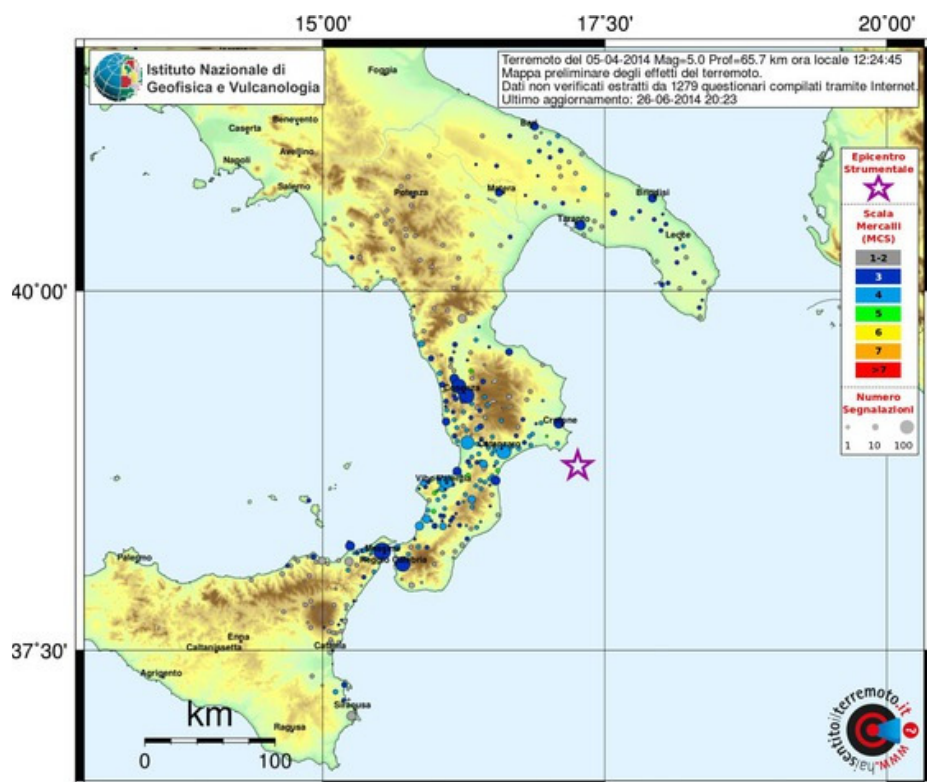 15°00'
17°30'
20°00'
Istituto Nazionale di
Geofisica e Vulcanologia
Terremoto del 05-04-2014 Mag=5.0 Prof=65.7 km ora locale 12:24:45
Mappa preliminare degli effetti del terremoto.
Dati non verificati estratti da 1279 questionari compilati tramite Internet.
Ultimo aggiornamento: 26-06-2014 20:23
Foggia
Bari
Benevento
Caserta
Avellino
Napoli
Salerno
Potenza
Matera
Brindisi
Taranto
Lecce
Epicentro
Strumentale
Scala
Mercalli
(MCS)
1-2
3
4
5
6
7
>7
Numero
Segnalazioni
1
10
100
40°00'
Cosenza
Crotone
Catanzaro
Vibo Valentia
Messina
Reggio Calabria
Palermo
Enna
Caltanissetta
Catania
37°30'
Agrigento
Siracusa
Ragusa
km
0
100
www.haisentitoilterremoto.it
?